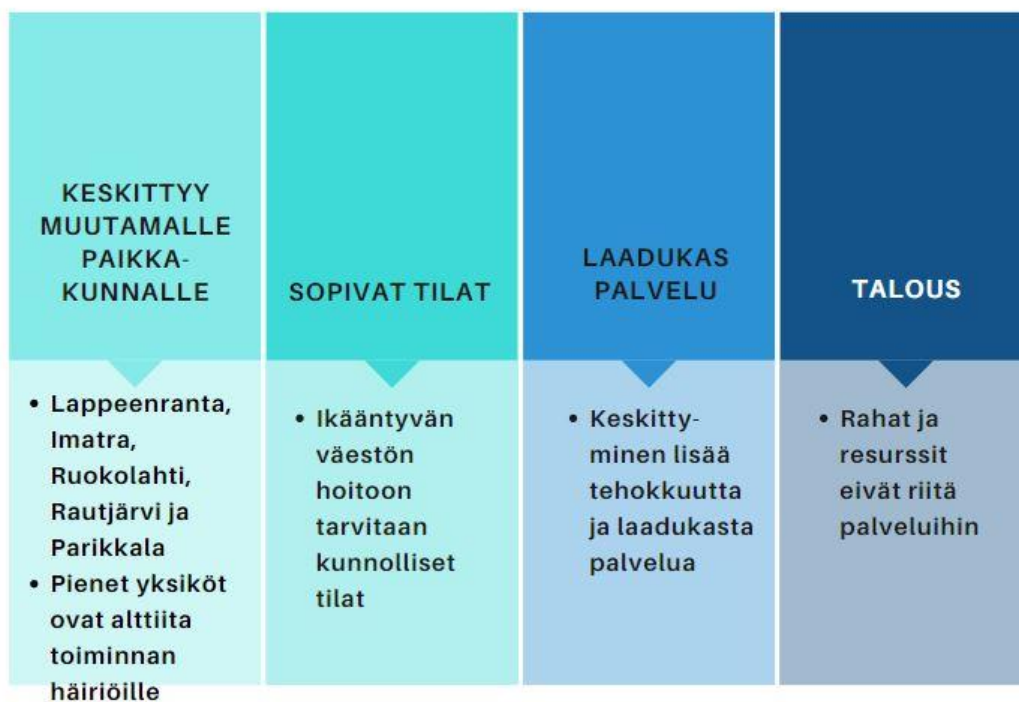 KESKITTYY
MUUTAMALLE
PAIKKA-
KUNNALLE
• Lappeenranta,
Imatra,
Ruokolahti,
Rautjärvi ja
Parikkala
• Pienet yksiköt
ovat alttiita
toiminnan
häiriöille
SOPIVAT TILAT
• Ikääntyvän
väestön
hoitoon
tarvitaan
kunnolliset
tilat
LAADUKAS
PALVELU
• Keskitty-
minen lisää
tehokkuutta
ja laadukasta
palvelua
TALOUS
• Rahat ja
resurssit
eivät riitä
palveluihin